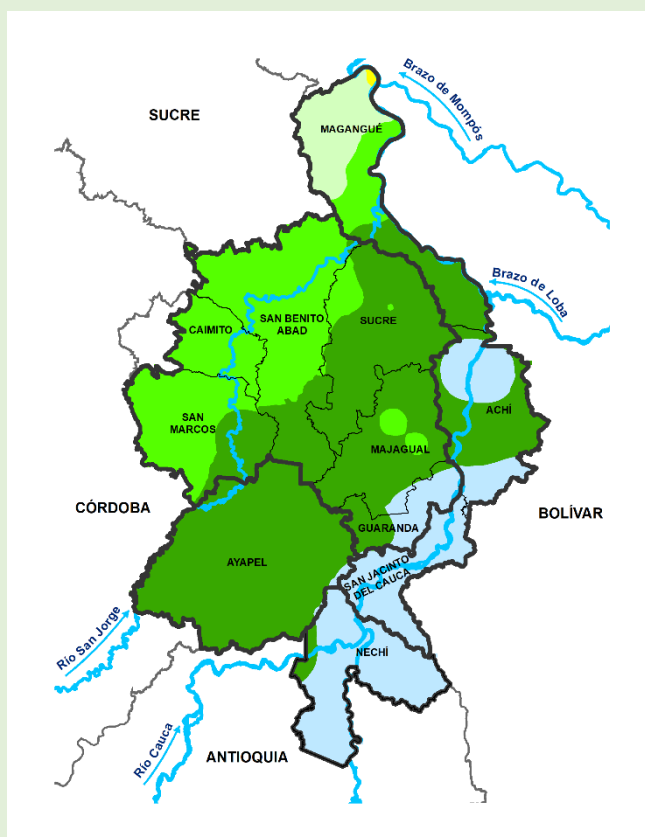 Brazo de Mompós
SUCRE
MAGANGUÉ
Brazo de Loba
SAN BENITO
ABAD
SUCRE
CAIMITO
ACHÍ
SAN
MARCOS
MAJAGUAL
CÓRDOBA
BOLÍVAR
GUARANDA
AYAPEL
SAN JACINTO
DEL CAUCA
Río San Jorge
NECHÍ
Río Cauca
ANTIOQUIA